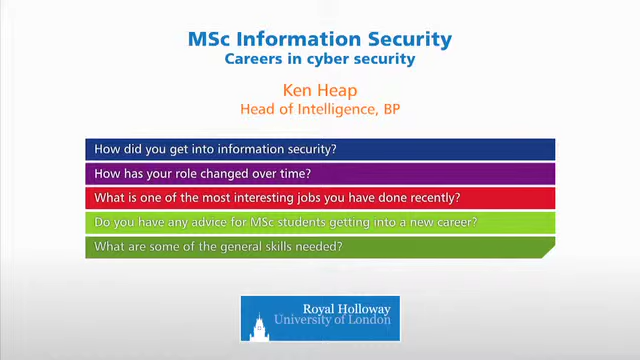 MSc Information Security
Careers in cyber security
Ken Heap
Head of Intelligence, BP
How did you get into information security?
How has your role changed over time?
What is one of the most interesting jobs you have done recently?
Do you have any advice for MSc students getting into a new career?
What are some of the general skills needed?
Royal Holloway
University of London